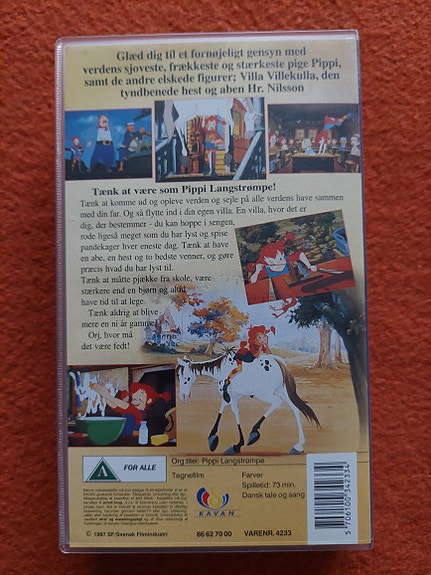 Glæd dig til et fornøjeligt gensyn med
verdens sjoveste, frækkeste og stærkeste pige Pippi,
samt de andre elskede figurer; Villa Villekulla, den
tyndbenede hest og aben Hr. Nilsson
Tænk at være som Pippi Langstrømpe!
Tænk at komme ud og opleve verden og sejle på alle verdens have sammen
med din far. Og så flytte ind i din egen villa. En villa, hvor det er
dig, der bestemmer - du kan hoppe i sengen,
rode ligeså meget som du har lyst og spise
pandekager hver eneste dag. Tænk at have
en abe, en hest og to bedste venner, og gøre
præcis hvad du har lyst til.
Tænk at måtte pjække fra skole, være
stærkere end en bjørn og altid
have tid til at lege.
Tænk aldrig at blive
mere en ni år gammel.
Orj, hvor må
det være fedt!
A
FOR ALLE
Org.titel: Pippi Langstrømpe
Tegnefilm
Farver
Spilletid: 73 min.
Dansk tale og sang
KAVAN
© 1997 SF/Svensk Filmindustri
86 62 70 00
VARENR. 4233
5 706100 342334